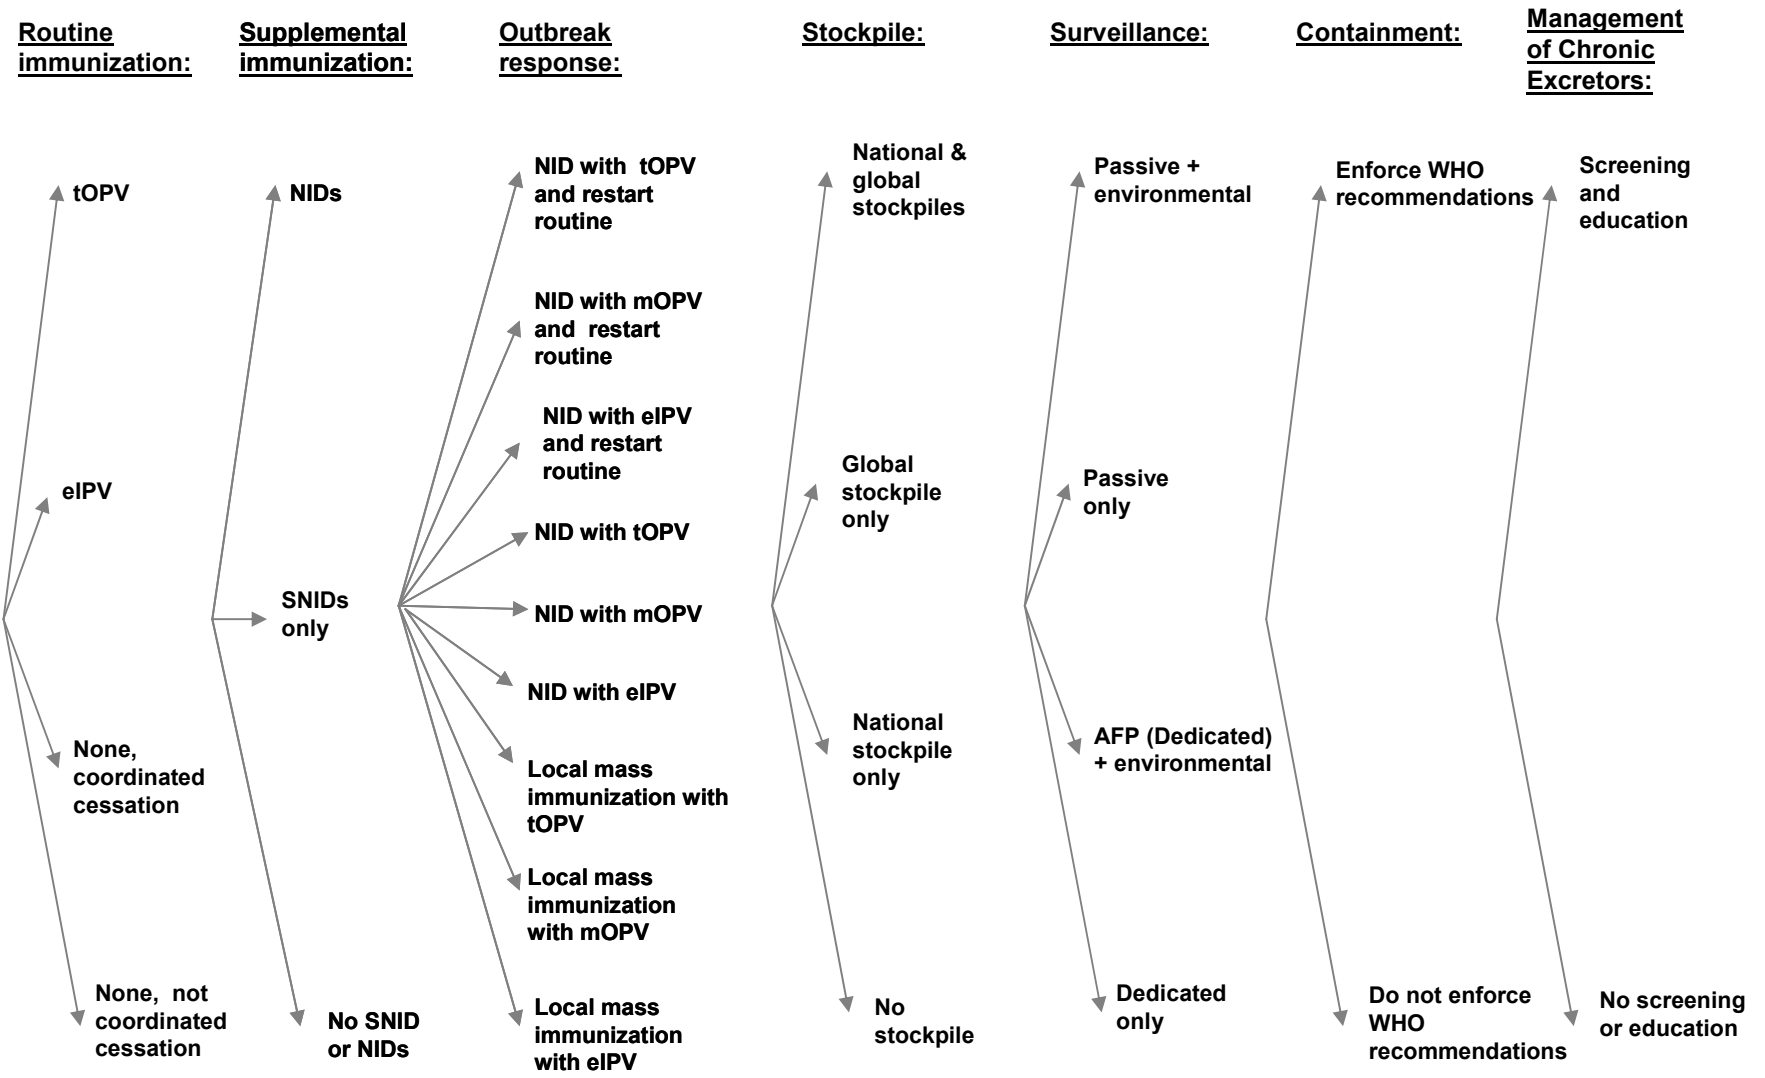 Routine
immunization:
tOPV
eIPV
None,
coordinated
cessation
None, not
coordinated
cessation
Supplemental
immunization:
NIDs
SNIDs
only
No SNID
or NIDs
Outbreak
response:
NID with tOPV
and restart
routine
NID with mOPV
and restart
routine
NID with eIPV
and restart
routine
NID with tOPV
NID with mOPV
NID with eIPV
Local mass
immunization with
tOPV
Local mass
immunization
with mOPV
Local mass
immunization
with eIPV
Stockpile:
National &
global
stockpiles
Global
stockpile
only
National
stockpile
only
No
stockpile
Surveillance:
Passive +
environmental
Passive
only
AFP (Dedicated)
+ environmental
Dedicated
only
Containment:
Enforce WHO
recommendations
Do not enforce
WHO
recommendations
Management
of Chronic
Excretors:
Screening
and
education
No screening
or education